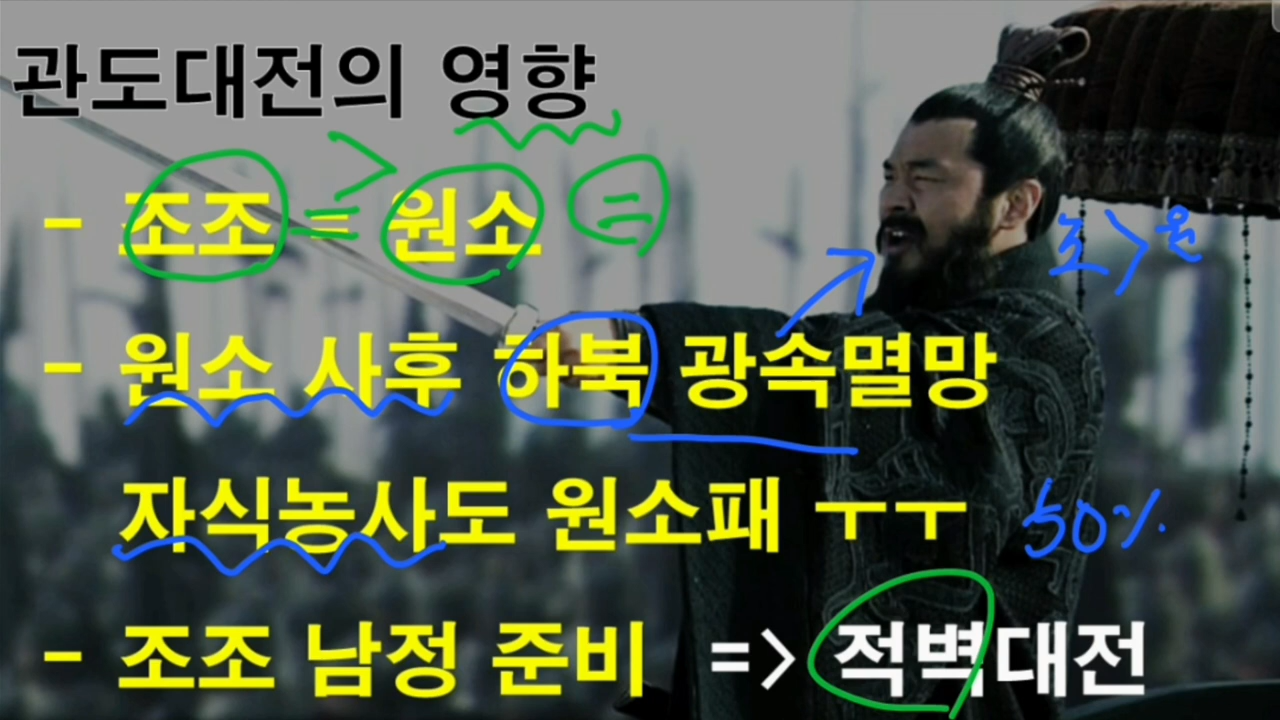 관도대전의 영향
- 조조 = 원소 =
조 > 원
- 원소 사후 하북 광속멸망
자식농사도 원소패 ㅜㅜ 50%
- 조조 남정 준비 => 적벽대전